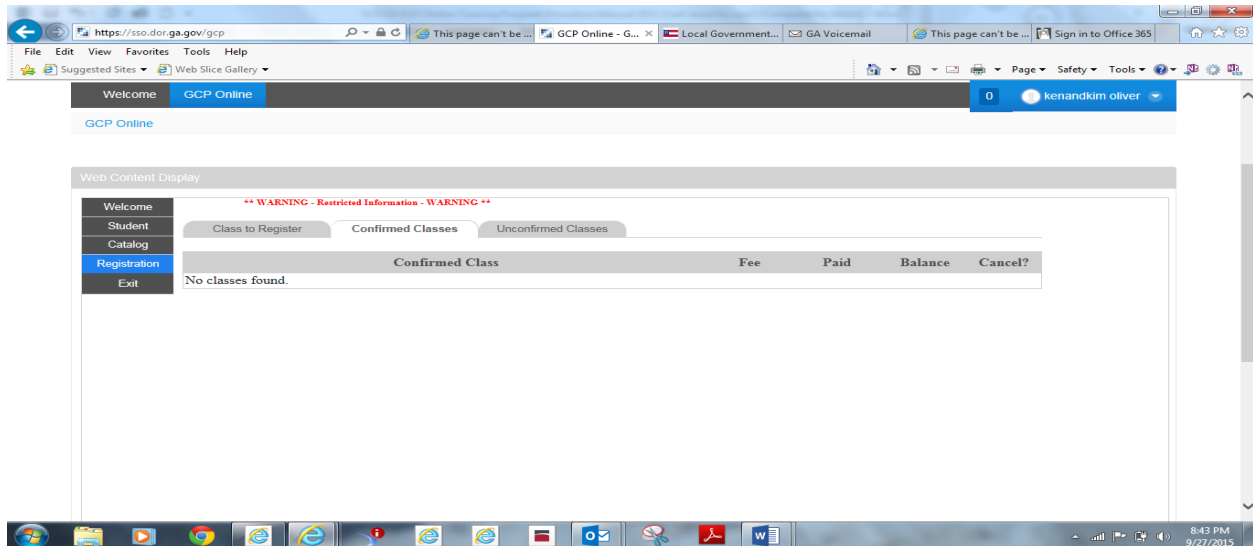 https://sso.dor.ga.gov/gcp
This page can't be ...
GCP Online - G...
Local Government...
GA Voicemail
This page can't be ...
Sign in to Office 365
File Edit View Favorites Tools Help
Suggested Sites Web Slice Gallery
Page Safety Tools
Welcome GCP Online 0 kenandkim oliver
GCP Online
Web Content Display
** WARNING - Restricted Information - WARNING **
Welcome
Student
Catalog
Registration
Exit
Class to Register Confirmed Classes Unconfirmed Classes
Confirmed Class Fee Paid Balance Cancel?
No classes found.
8:43 PM
9/27/2015